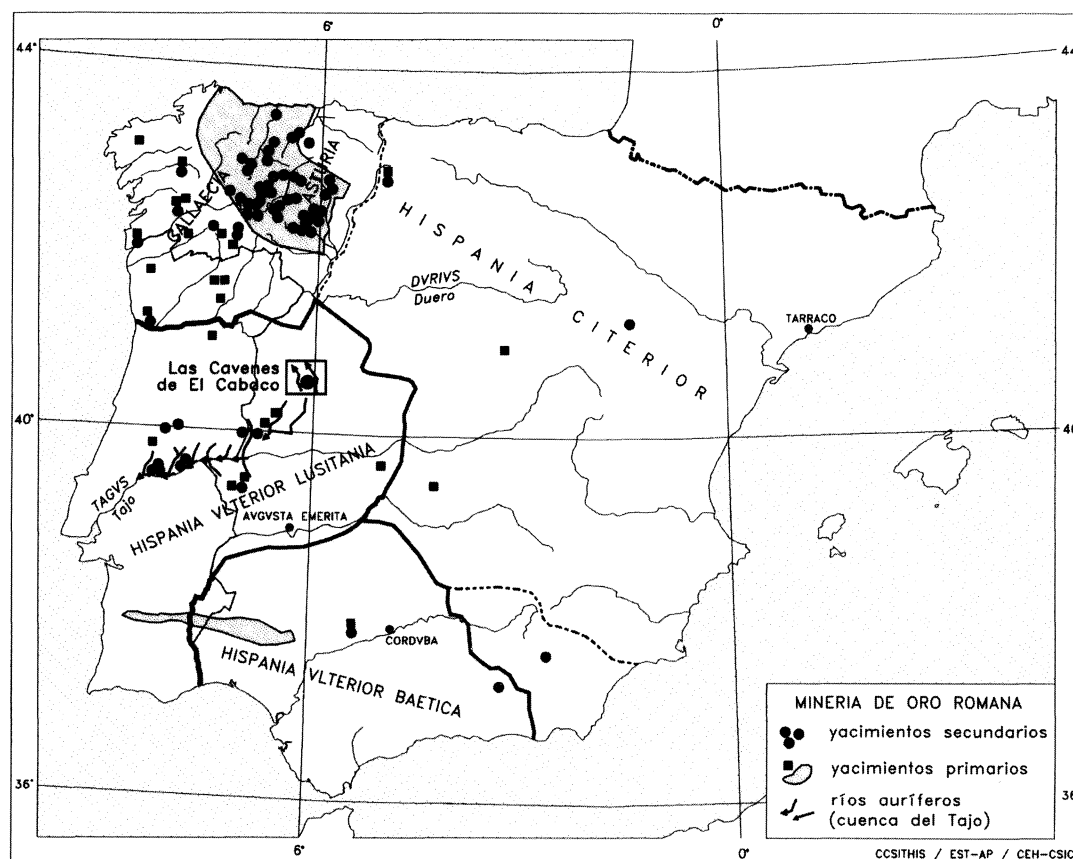 6°
0°
44°
44
GALLAECIA
ASTURIA
HISPANIA CITERIOR
DVRIVS
Duero
TARRACO
Las Cavenes
de El Cabaco
40°
40
TAGVS
Tajo
HISPANIA VLTERIOR LUSITANIA
AVGVSTA EMERITA
CORDVBA
HISPANIA VLTERIOR BAETICA
MINERIA DE ORO ROMANA
yacimientos secundarios
yacimientos primarios
ríos auríferos
(cuenca del Tajo)
36°
36
6°
0°
CCSITHIS / EST-AP / CEH-CSIC